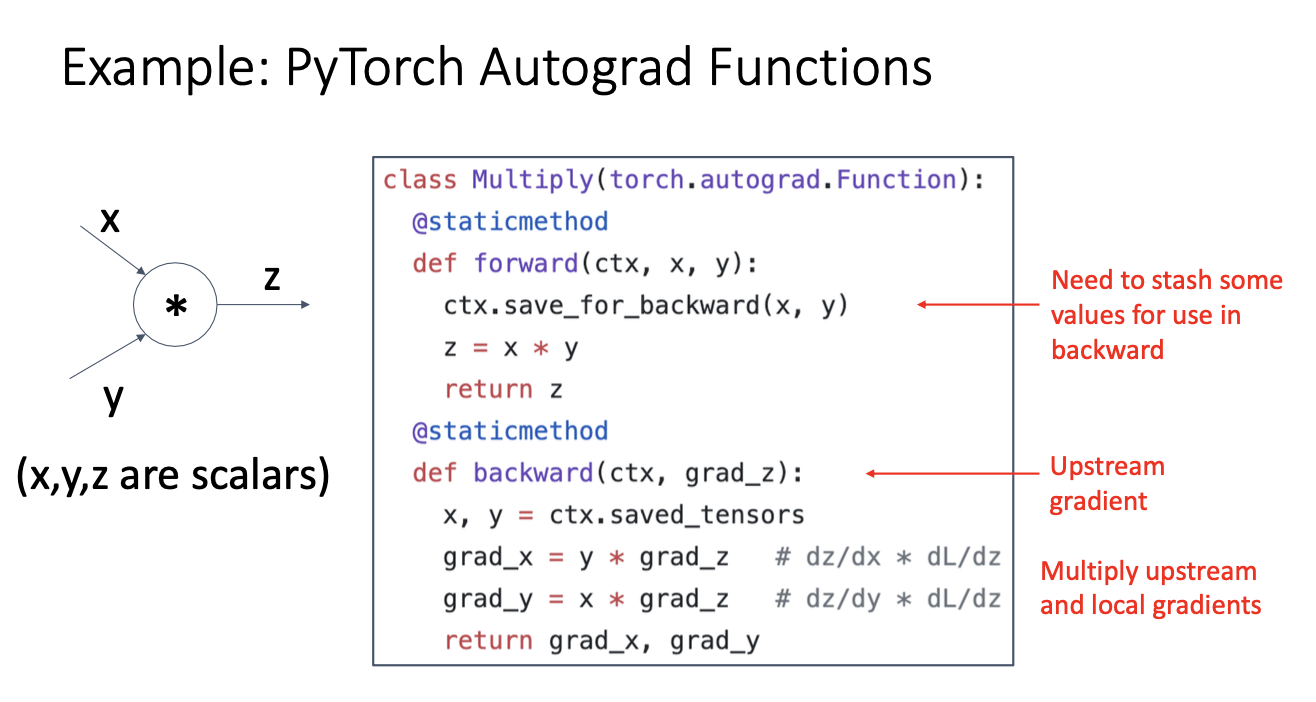 Example: PyTorch Autograd Functions
x
*
y
z
(x,y,z are scalars)
class Multiply(torch.autograd.Function):
@staticmethod
def forward(ctx, x, y):
ctx.save_for_backward(x, y)
z = x * y
return z
@staticmethod
def backward(ctx, grad_z):
x, y = ctx.saved_tensors
grad_x = y * grad_z # dz/dx * dL/dz
grad_y = x * grad_z # dz/dy * dL/dz
return grad_x, grad_y
Need to stash some
values for use in
backward
Upstream
gradient
Multiply upstream
and local gradients